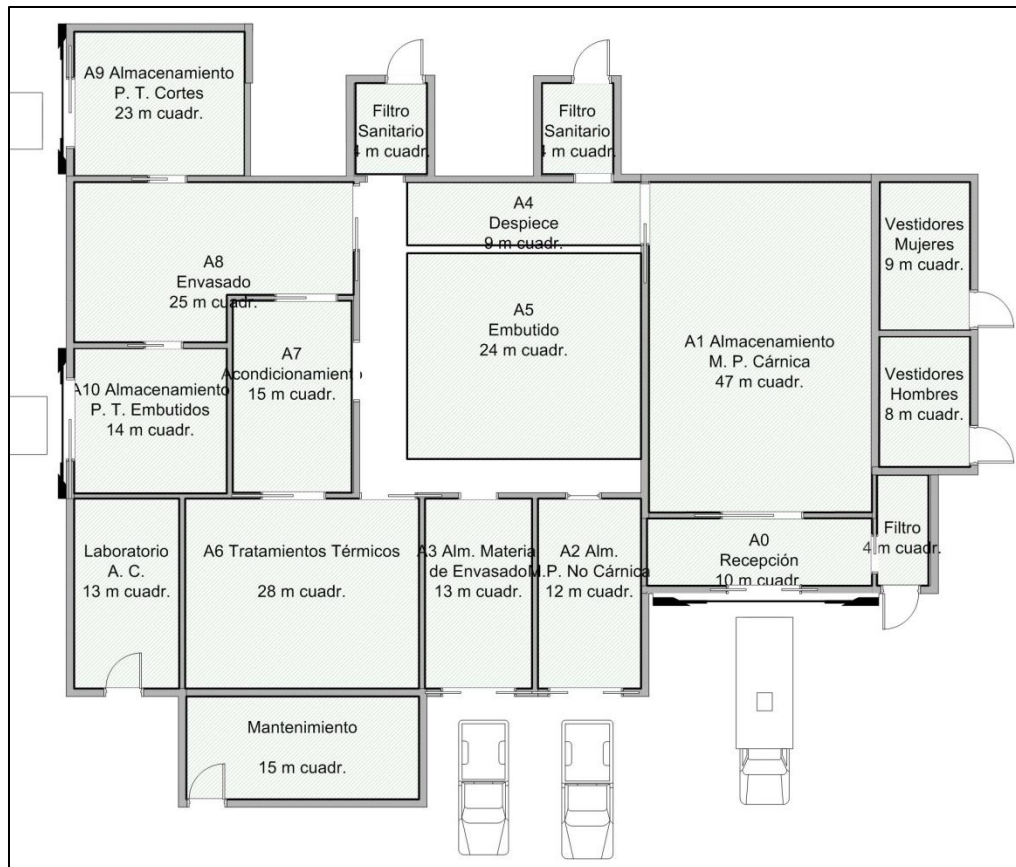 A9 Almacenamiento
P. T. Cortes
23 m cuadr.
Filtro
Sanitario
4 m cuadr.
Filtro
Sanitario
4 m cuadr.
A4
Despiece
9 m cuadr.
Vestidores
Mujeres
9 m cuadr.
A8
Envasado
25 m cuadr.
A5
Embutido
24 m cuadr.
A1 Almacenamiento
M. P. Cárnica
47 m cuadr.
A7
Acondicionamiento
15 m cuadr.
Vestidores
Hombres
8 m cuadr.
A10 Almacenamiento
P. T. Embutidos
14 m cuadr.
Laboratorio
A. C.
13 m cuadr.
A6 Tratamientos Térmicos
28 m cuadr.
A3 Alm. Materia
de Envasado
13 m cuadr.
A2 Alm.
M.P. No Cárnica
12 m cuadr.
A0
Recepción
10 m cuadr.
Filtro
4 m cuadr.
Mantenimiento
15 m cuadr.